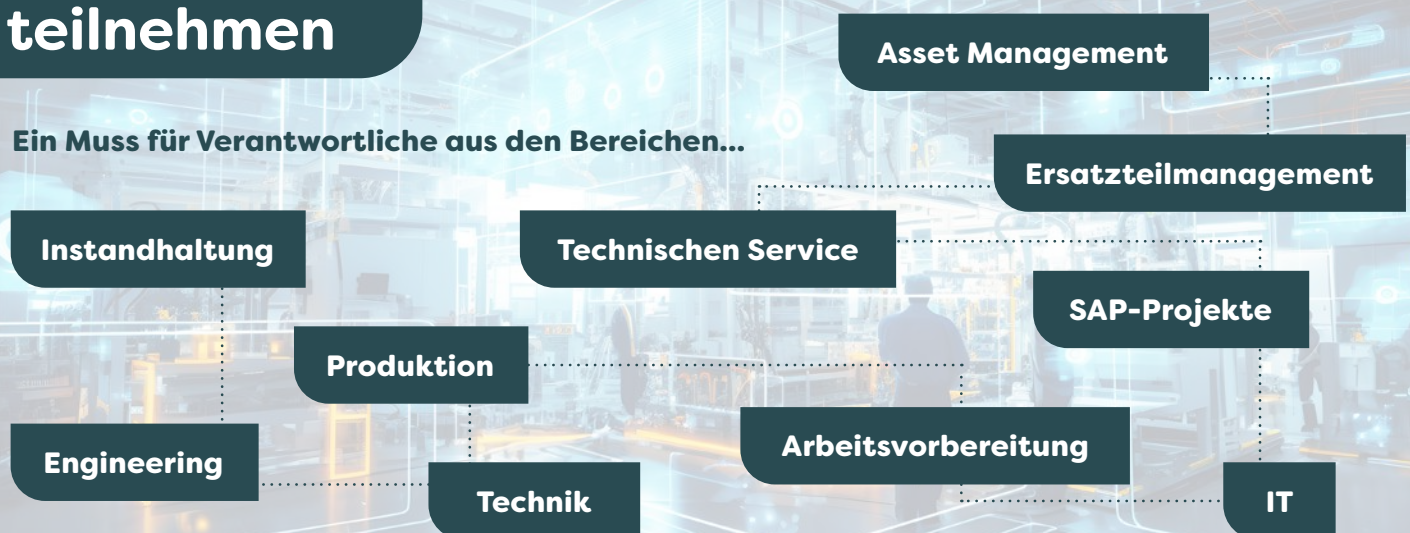 teilnehmen
Asset Management
Ein Muss für Verantwortliche aus den Bereichen...
Ersatzteilmanagement
Instandhaltung
Technischen Service
SAP-Projekte
Produktion
Arbeitsvorbereitung
Engineering
Technik
IT